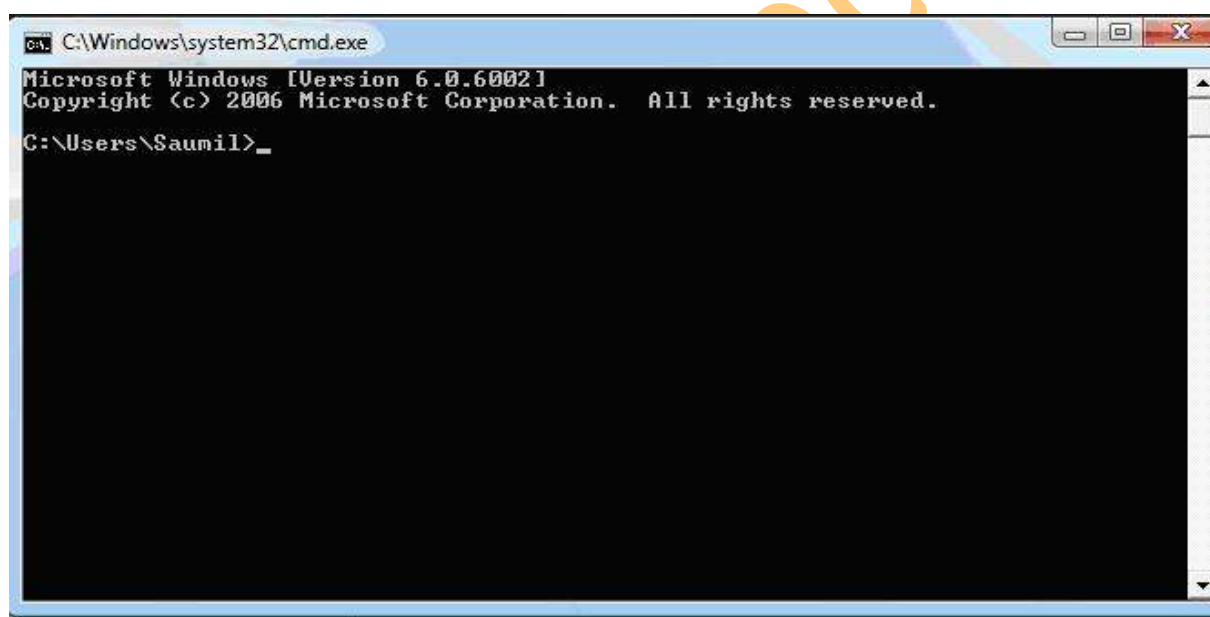 C:\Windows\system32\cmd.exe
Microsoft Windows [Version 6.0.6002]
Copyright (c) 2006 Microsoft Corporation.  All rights reserved.
C:\Users\Saumil>_